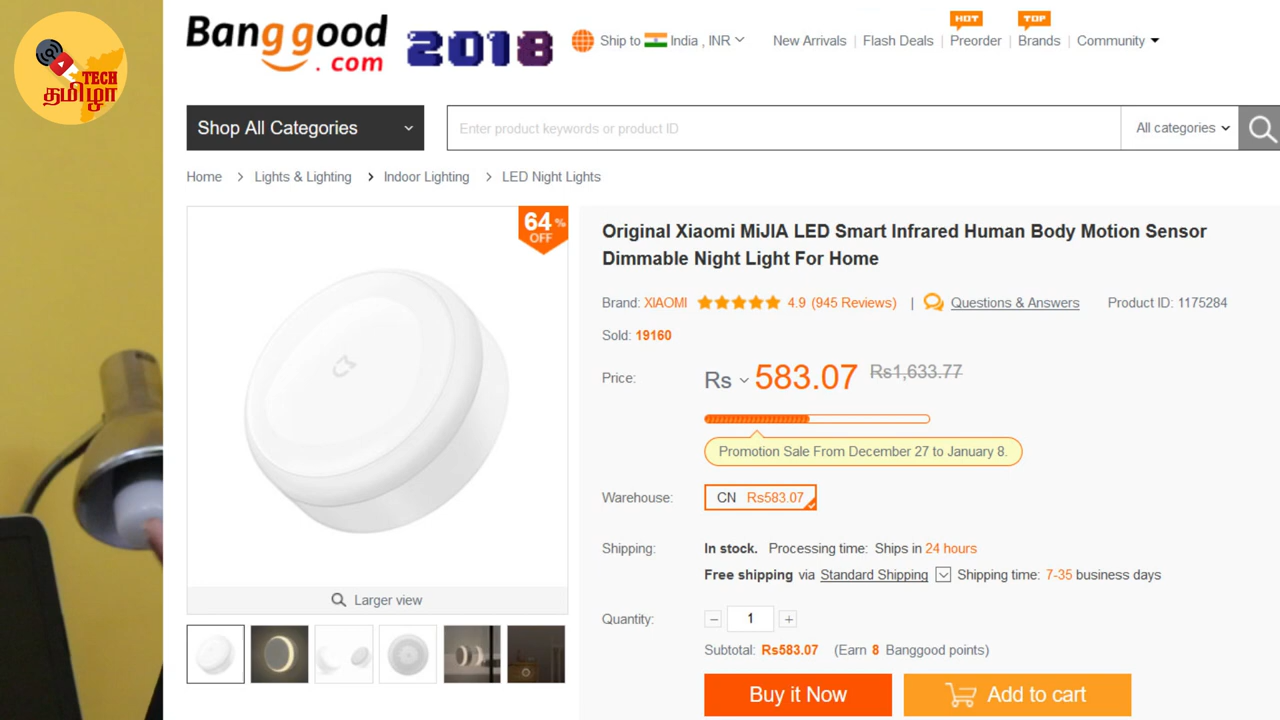 TECH
தமிழா
Banggood
.com
2018
Ship to India , INR
New Arrivals | Flash Deals | Preorder | Brands | Community
HOT
TOP
Shop All Categories
Enter product keywords or product ID
All categories
Home > Lights & Lighting > Indoor Lighting > LED Night Lights
64%
OFF
Original Xiaomi MiJIA LED Smart Infrared Human Body Motion Sensor
Dimmable Night Light For Home
Brand: XIAOMI 4.9 (945 Reviews) | Questions & Answers Product ID: 1175284
Sold: 19160
Price: Rs 583.07 Rs1,633.77
Promotion Sale From December 27 to January 8.
Warehouse: CN Rs583.07
Shipping: In stock. Processing time: Ships in 24 hours
Free shipping via Standard Shipping Shipping time: 7-35 business days
Larger view
Quantity: − 1 +
Subtotal: Rs583.07 (Earn 8 Banggood points)
Buy it Now
Add to cart